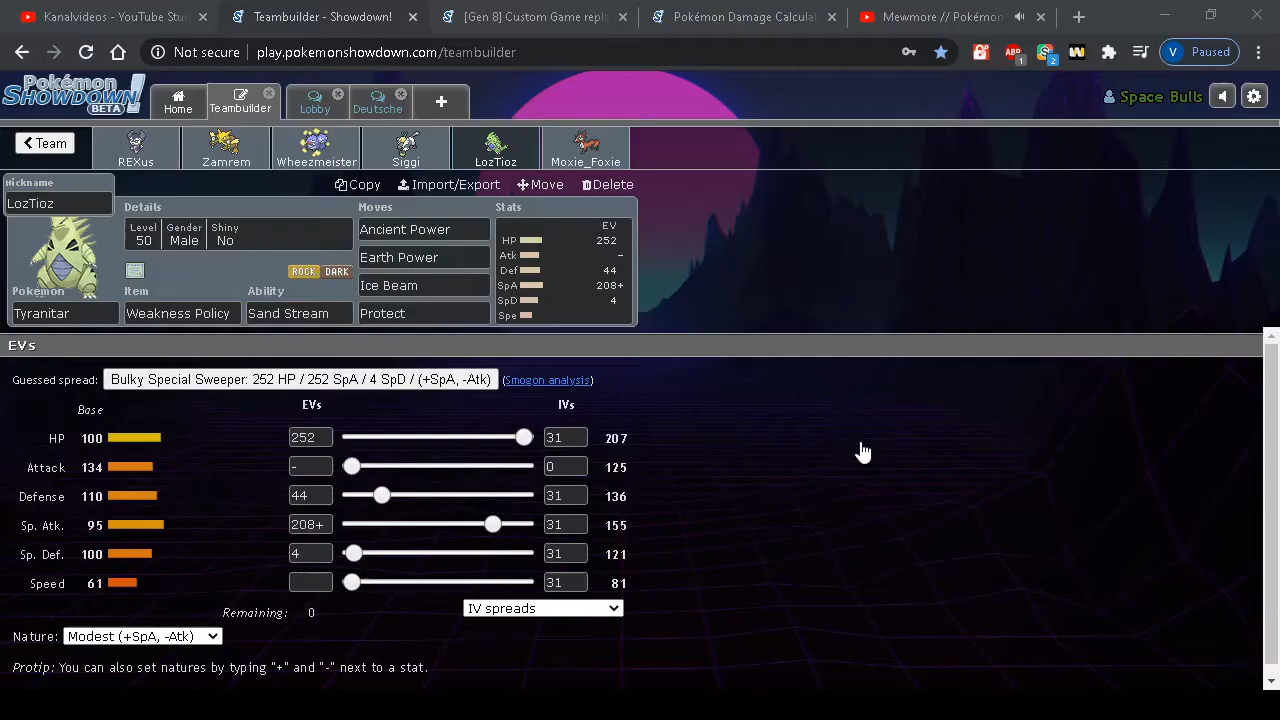 Kanalvideos - YouTube Stu
Teambuilder - Showdown!
[Gen 8] Custom Game repla
Pokémon Damage Calculat
Mewmore // Pokémon
Not secure
play.pokemonshowdown.com/teambuilder
ABP
1
2
W
V
Paused
Pokémon
SHOWDOWN!
BETA
Home
Teambuilder
Lobby
Deutsche
Space Bulls
Team
REXus
Zamrem
Wheezmeister
Siggi
LozTioz
Moxie_Foxie
Nickname
LozTioz
Copy
Import/Export
Move
Delete
Details
Level
50
Gender
Male
Shiny
No
ROCK
DARK
Pokémon
Tyranitar
Item
Weakness Policy
Ability
Sand Stream
Moves
Ancient Power
Earth Power
Ice Beam
Protect
Stats
EV
HP 252
Atk -
Def 44
SpA 208+
SpD 4
Spe
EVs
Guessed spread: Bulky Special Sweeper: 252 HP / 252 SpA / 4 SpD / (+SpA, -Atk) (Smogon analysis)
Base EVs IVs
HP 100 252 31 207
Attack 134 - 0 125
Defense 110 44 31 136
Sp. Atk. 95 208+ 31 155
Sp. Def. 100 4 31 121
Speed 61 31 81
Remaining: 0
IV spreads
Nature: Modest (+SpA, -Atk)
Protip: You can also set natures by typing "+" and "-" next to a stat.